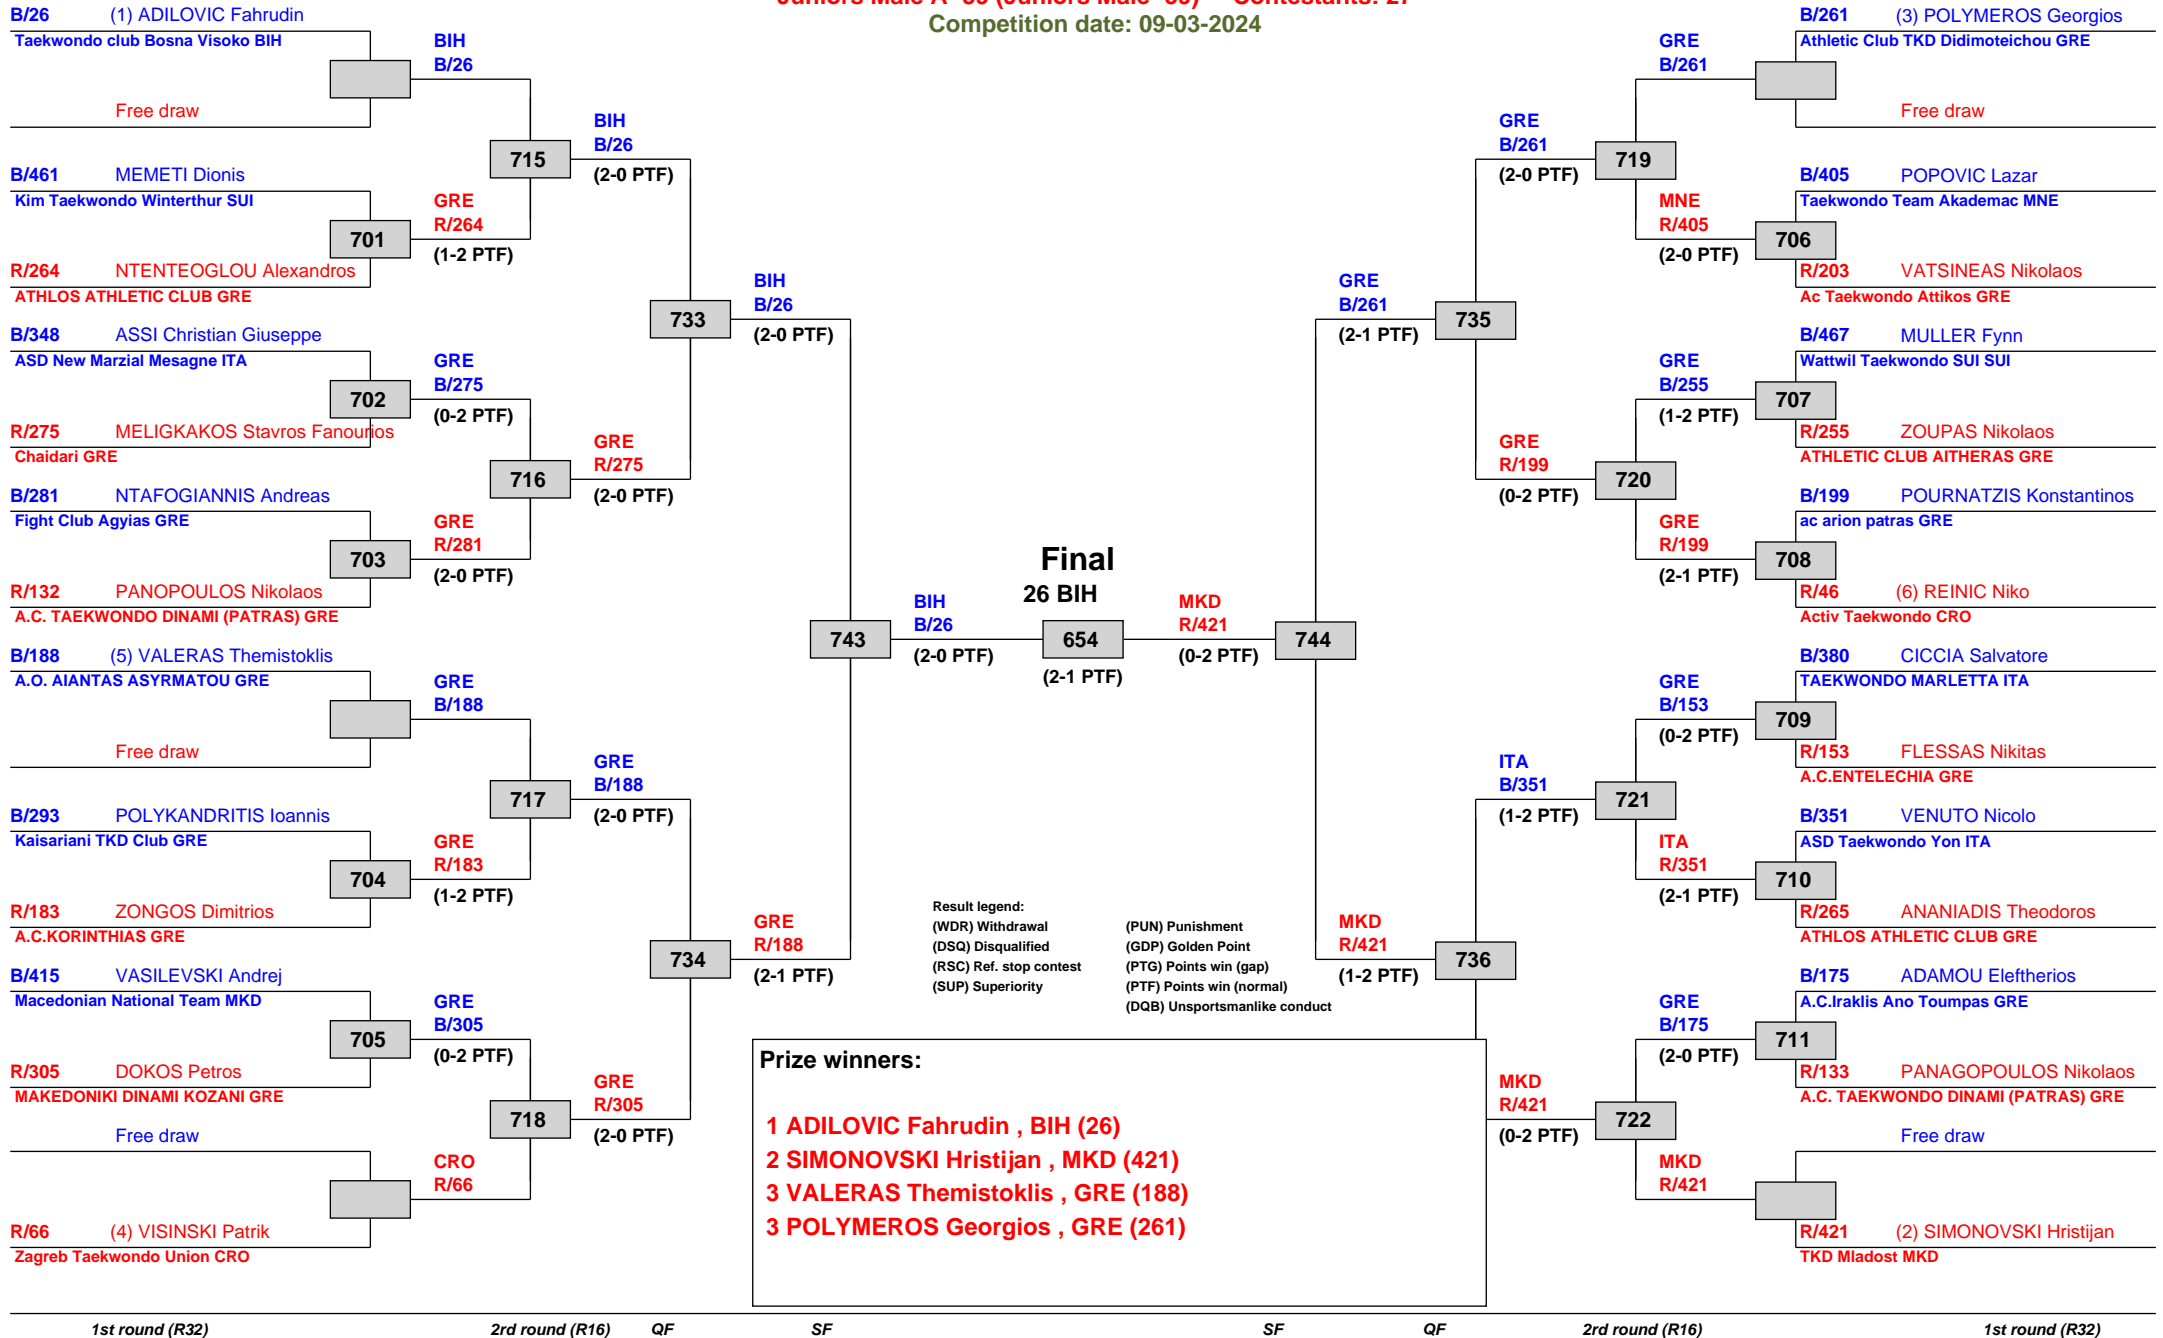 Competition date: 09-03-2024
B/26 (1) ADILOVIC Fahrudin
Taekwondo club Bosna Visoko BIH
Free draw
B/461 MEMETI Dionis
Kim Taekwondo Winterthur SUI
701
R/264 NTENTEOGLOU Alexandros
ATHLOS ATHLETIC CLUB GRE
B/348 ASSI Christian Giuseppe
ASD New Marzial Mesagne ITA
702
R/275 MELIGKAKOS Stavros Fanourios
Chaidari GRE
B/281 NTAFOGIANNIS Andreas
Fight Club Agyias GRE
703
R/132 PANOPOULOS Nikolaos
A.C. TAEKWONDO DINAMI (PATRAS) GRE
B/188 (5) VALERAS Themistoklis
A.O. AIANTAS ASYRMATOU GRE
Free draw
B/293 POLYKANDRITIS Ioannis
Kaisariani TKD Club GRE
704
R/183 ZONGOS Dimitrios
A.C.KORINTHIAS GRE
B/415 VASILEVSKI Andrej
Macedonian National Team MKD
705
R/305 DOKOS Petros
MAKEDONIKI DINAMI KOZANI GRE
Free draw
R/66 (4) VISINSKI Patrik
Zagreb Taekwondo Union CRO
BIH
B/26
715
GRE
R/264
(1-2 PTF)
GRE
B/275
(0-2 PTF)
716
GRE
R/281
(2-0 PTF)
GRE
B/188
717
GRE
R/183
(1-2 PTF)
GRE
B/305
(0-2 PTF)
718
CRO
R/66
BIH
B/26
(2-0 PTF)
733
GRE
R/275
(2-0 PTF)
GRE
B/188
(2-0 PTF)
734
GRE
R/305
(2-0 PTF)
BIH
B/26
(2-0 PTF)
743
GRE
R/188
(2-1 PTF)
BIH
B/26
(2-0 PTF)
Final
26 BIH
654
(2-1 PTF)
MKD
R/421
(0-2 PTF)
744
GRE
B/261
(2-1 PTF)
MKD
R/421
(1-2 PTF)
735
736
GRE
B/261
(2-0 PTF)
GRE
R/199
(0-2 PTF)
ITA
B/351
(1-2 PTF)
MKD
R/421
(0-2 PTF)
719
720
721
722
GRE
B/261
MNE
R/405
(2-0 PTF)
GRE
B/255
(1-2 PTF)
GRE
R/199
(2-1 PTF)
GRE
B/153
(0-2 PTF)
ITA
R/351
(2-1 PTF)
GRE
B/175
(2-0 PTF)
MKD
R/421
B/261 (3) POLYMEROS Georgios
Athletic Club TKD Didimoteichou GRE
Free draw
B/405 POPOVIC Lazar
Taekwondo Team Akademac MNE
706
R/203 VATSINEAS Nikolaos
Ac Taekwondo Attikos GRE
B/467 MULLER Fynn
Wattwil Taekwondo SUI SUI
707
R/255 ZOUPAS Nikolaos
ATHLETIC CLUB AITHERAS GRE
B/199 POURNATZIS Konstantinos
ac arion patras GRE
708
R/46 (6) REINIC Niko
Activ Taekwondo CRO
B/380 CICCIA Salvatore
TAEKWONDO MARLETTA ITA
709
R/153 FLESSAS Nikitas
A.C.ENTELECHIA GRE
B/351 VENUTO Nicolo
ASD Taekwondo Yon ITA
710
R/265 ANANIADIS Theodoros
ATHLOS ATHLETIC CLUB GRE
B/175 ADAMOU Eleftherios
A.C.Iraklis Ano Toumpas GRE
711
R/133 PANAGOPOULOS Nikolaos
A.C. TAEKWONDO DINAMI (PATRAS) GRE
Free draw
R/421 (2) SIMONOVSKI Hristijan
TKD Mladost MKD
Result legend:
(WDR) Withdrawal
(DSQ) Disqualified
(RSC) Ref. stop contest
(SUP) Superiority
(PUN) Punishment
(GDP) Golden Point
(PTG) Points win (gap)
(PTF) Points win (normal)
(DQB) Unsportsmanlike conduct
Prize winners:
1 ADILOVIC Fahrudin , BIH (26)
2 SIMONOVSKI Hristijan , MKD (421)
3 VALERAS Themistoklis , GRE (188)
3 POLYMEROS Georgios , GRE (261)
1st round (R32) 2rd round (R16) QF SF SF QF 2rd round (R16) 1st round (R32)